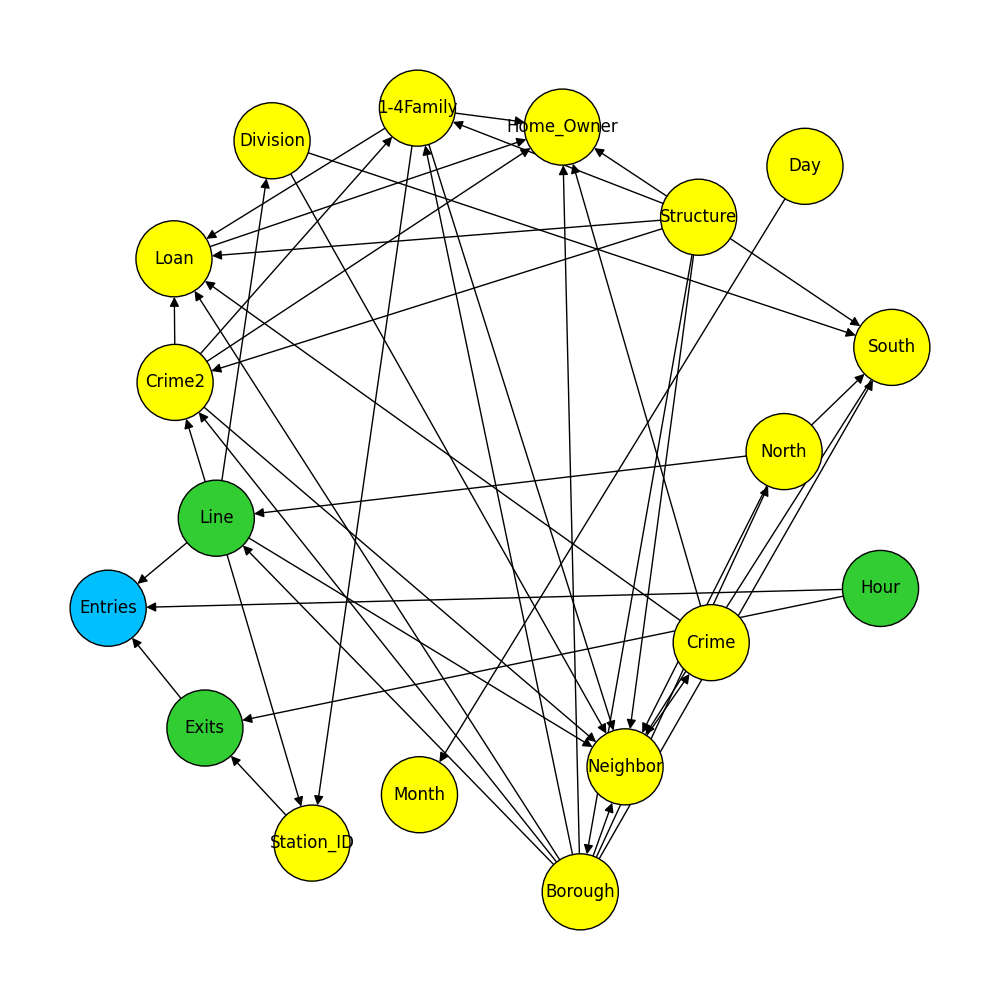 1-4Family
Home_Owner
Division
Day
Structure
Loan
South
Crime2
North
Line
Hour
Entries
Crime
Exits
Neighbor
Month
Station_ID
Borough